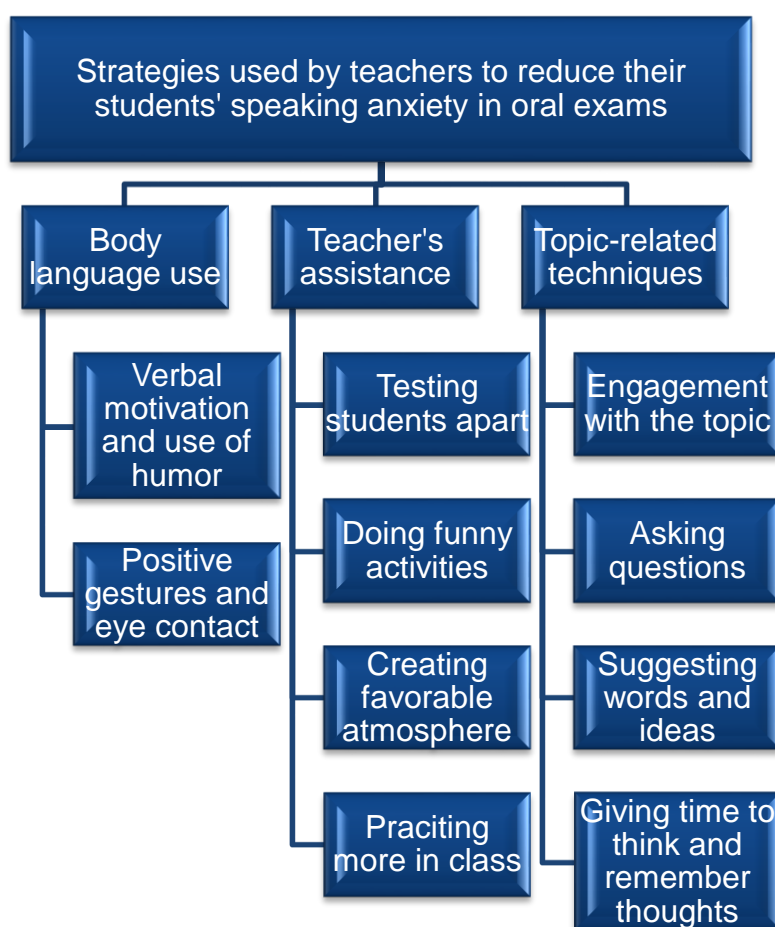 Strategies used by teachers to reduce their
students' speaking anxiety in oral exams
Body
language use
Verbal
motivation
and use of
humor
Positive
gestures and
eye contact
Teacher's
assistance
Testing
students apart
Doing funny
activities
Creating
favorable
atmosphere
Praciting
more in class
Topic-related
techniques
Engagement
with the topic
Asking
questions
Suggesting
words and
ideas
Giving time to
think and
remember
thoughts